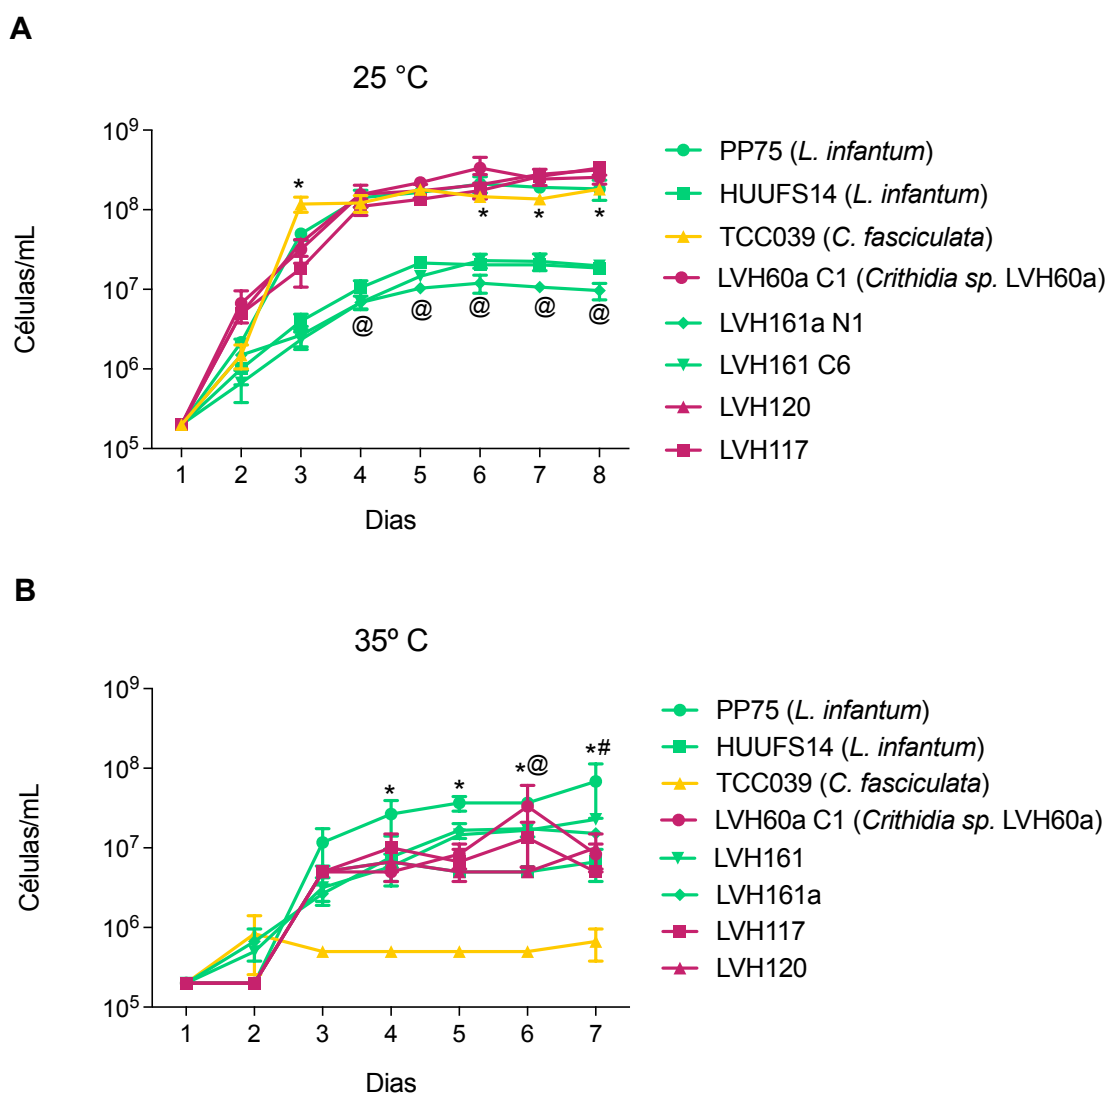 A
25 °C
10⁹
10⁸
10⁷
10⁶
10⁵
Células/mL
*
* * *
@ @ @ @ @
1 2 3 4 5 6 7 8
Dias
PP75 (L. infantum)
HUUFS14 (L. infantum)
TCC039 (C. fasciculata)
LVH60a C1 (Crithidia sp. LVH60a)
LVH161a N1
LVH161 C6
LVH120
LVH117
B
35º C
10⁹
10⁸
10⁷
10⁶
10⁵
Células/mL
* * *@ *#
1 2 3 4 5 6 7
Dias
PP75 (L. infantum)
HUUFS14 (L. infantum)
TCC039 (C. fasciculata)
LVH60a C1 (Crithidia sp. LVH60a)
LVH161
LVH161a
LVH117
LVH120